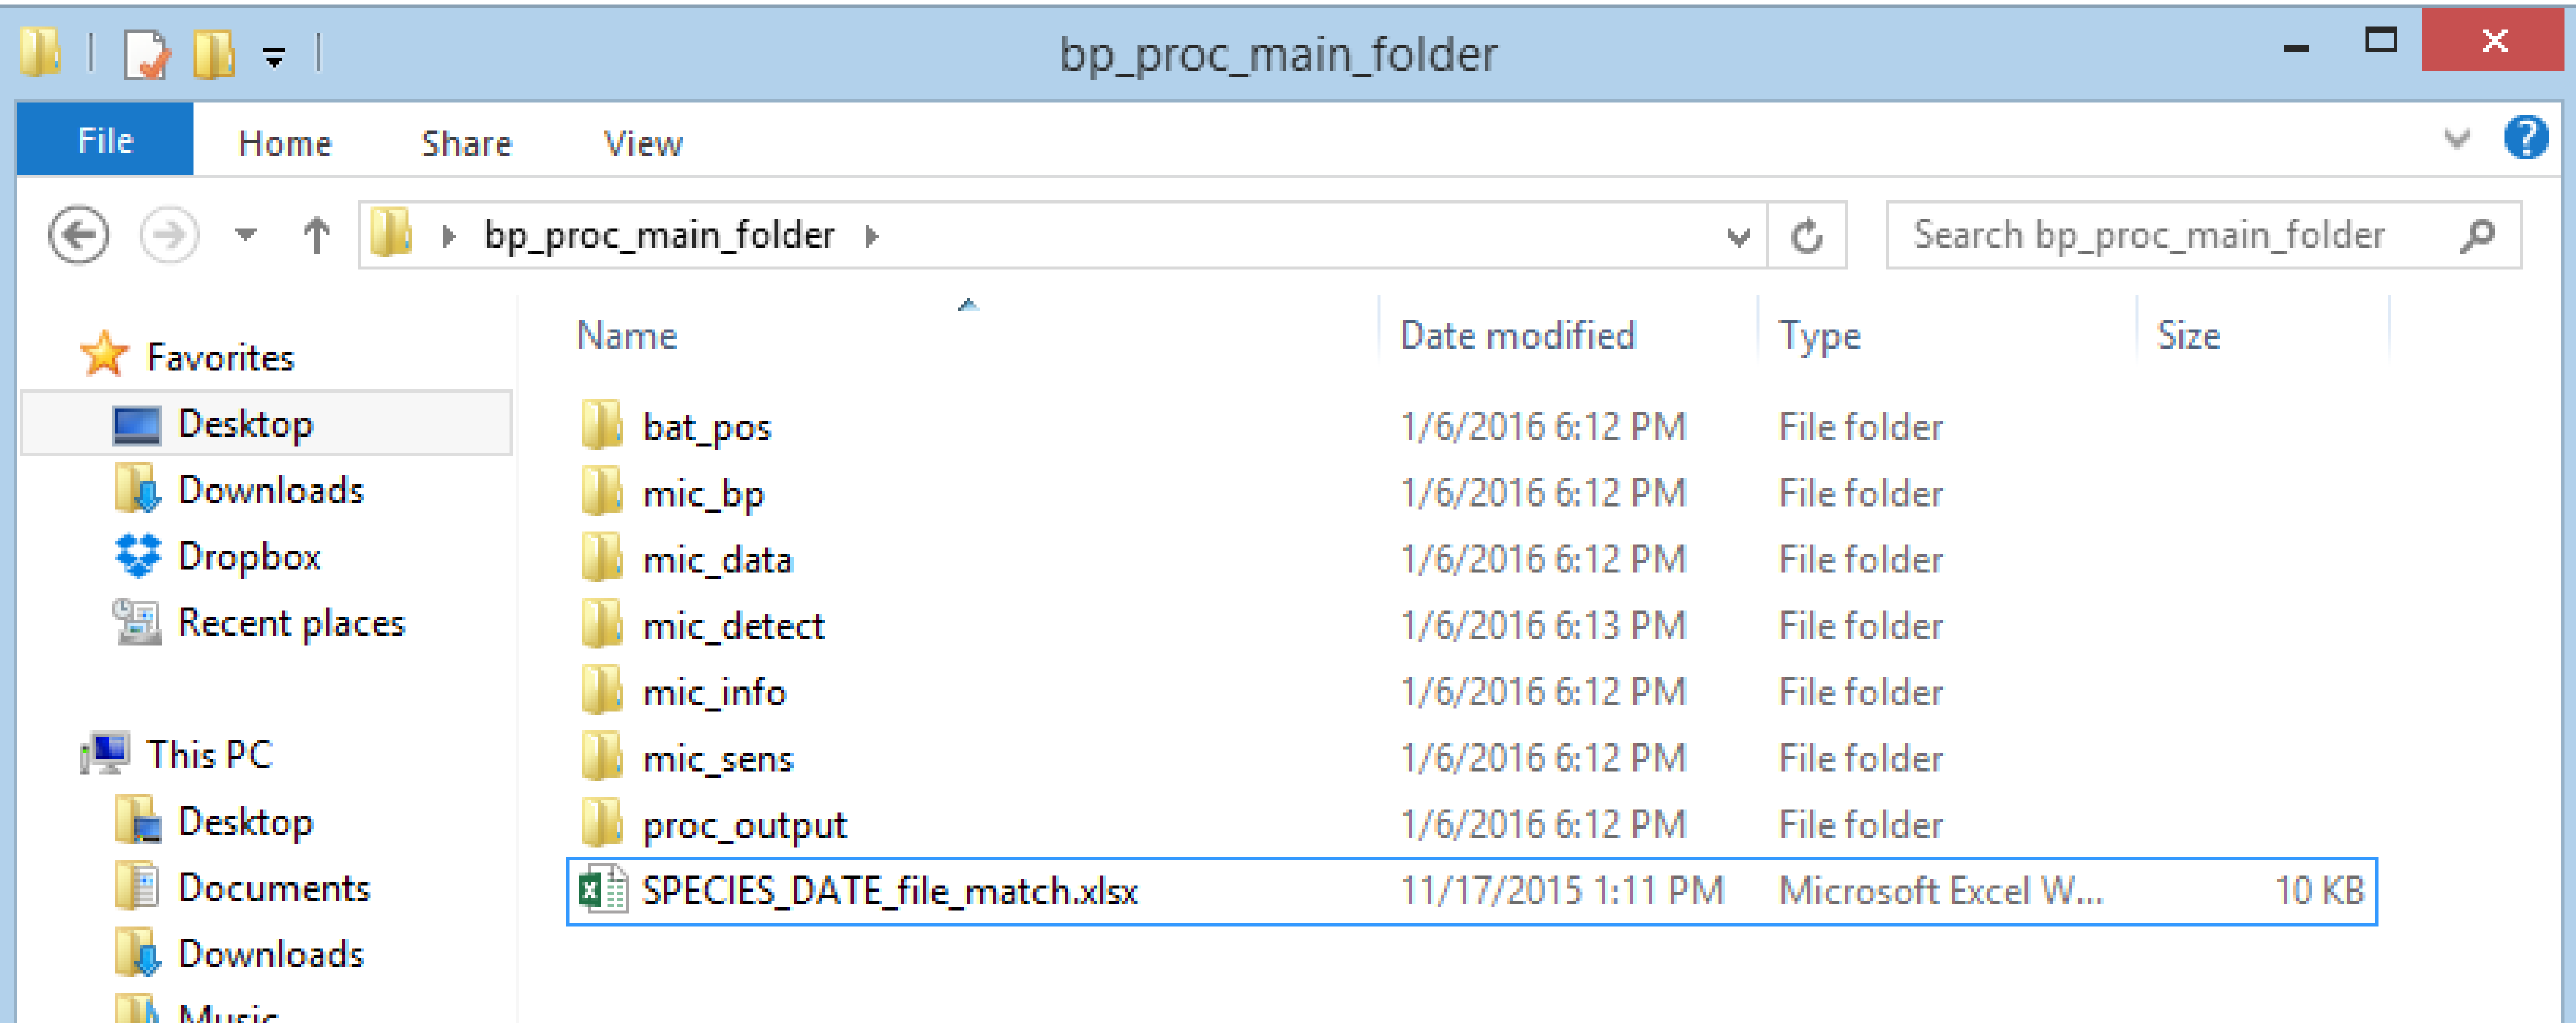 bp_proc_main_folder
File Home Share View
bp_proc_main_folder Search bp_proc_main_folder
Name Date modified Type Size
Favorites
Desktop
Downloads
Dropbox
Recent places
This PC
Desktop
Documents
Downloads
Music
bat_pos 1/6/2016 6:12 PM File folder
mic_bp 1/6/2016 6:12 PM File folder
mic_data 1/6/2016 6:12 PM File folder
mic_detect 1/6/2016 6:13 PM File folder
mic_info 1/6/2016 6:12 PM File folder
mic_sens 1/6/2016 6:12 PM File folder
proc_output 1/6/2016 6:12 PM File folder
SPECIES_DATE_file_match.xlsx 11/17/2015 1:11 PM Microsoft Excel W... 10 KB